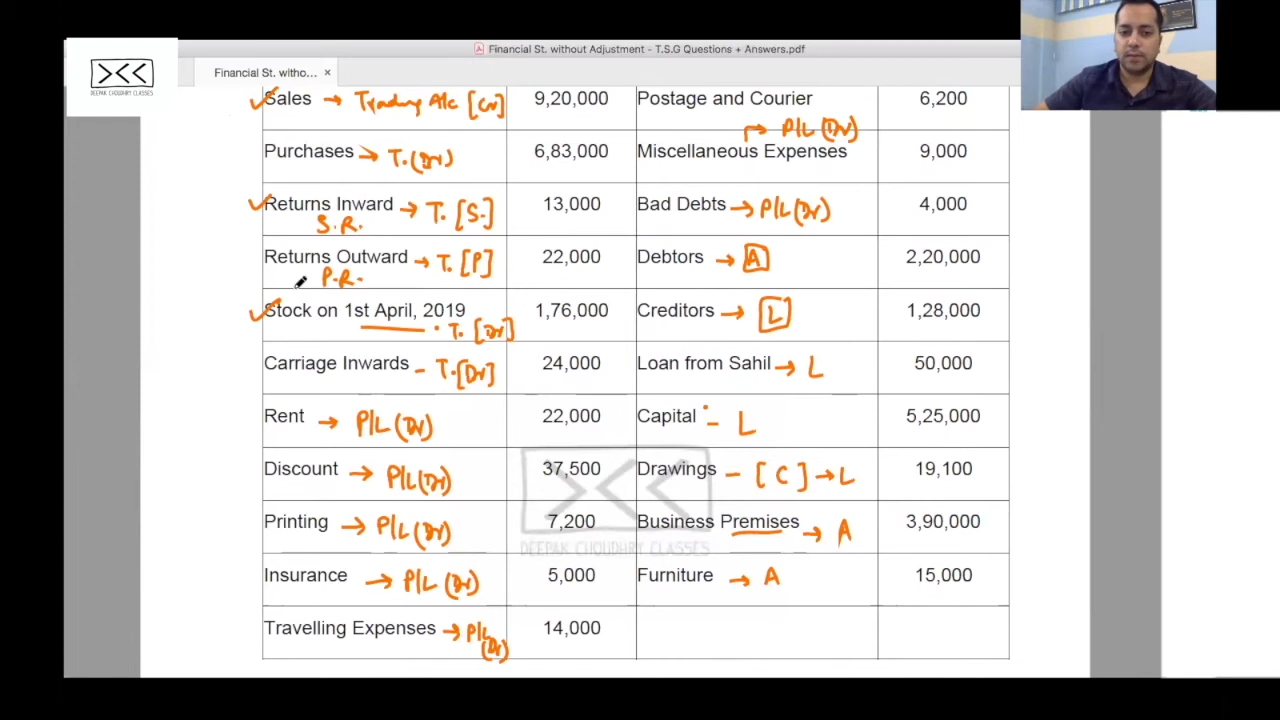 Financial St. without Adjustment - T.S.G Questions + Answers.pdf
Financial St. witho... ×
DEEPAK CHOUDHRY CLASSES
Sales → Trading A/c [Cr] 9,20,000 Postage and Courier 6,200
→ P/L (Dr)
Purchases → T. (Dr) 6,83,000 Miscellaneous Expenses 9,000
Returns Inward → T. [S.] 13,000 Bad Debts → P/L (Dr) 4,000
S.R.
Returns Outward → T. [P] 22,000 Debtors → A 2,20,000
P.R.
Stock on 1st April, 2019 1,76,000 Creditors → L 1,28,000
. T. [Dr]
Carriage Inwards - T. [Dr] 24,000 Loan from Sahil → L 50,000
Rent → P/L (Dr) 22,000 Capital - L 5,25,000
Discount → P/L (Dr) 37,500 Drawings - [C] → L 19,100
Printing → P/L (Dr) 7,200 Business Premises → A 3,90,000
DEEPAK CHOUDHRY CLASSES
Insurance → P/L (Dr) 5,000 Furniture → A 15,000
Travelling Expenses → P/L (Dr) 14,000